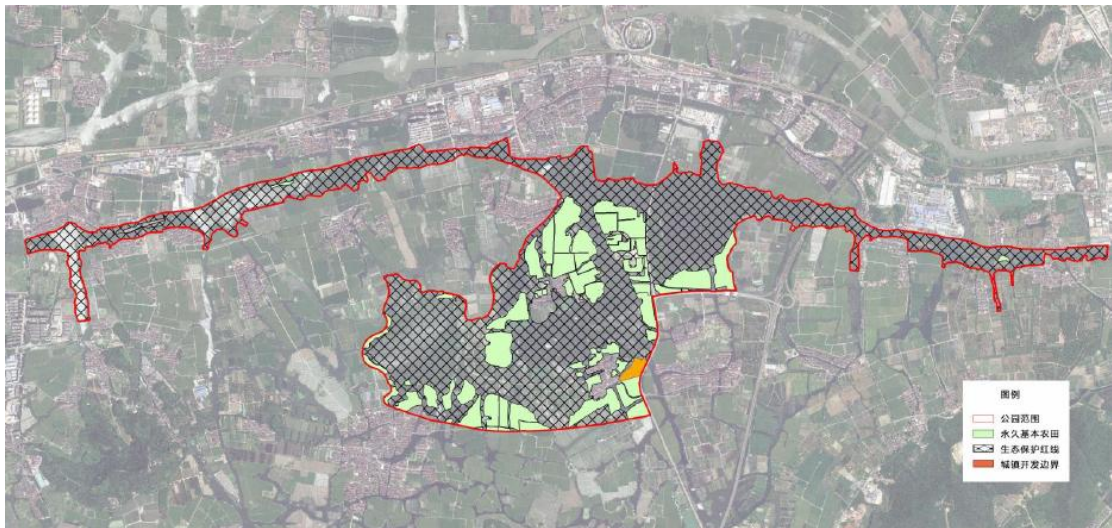 图例
公园范围
永久基本农田
生态保护红线
城镇开发边界